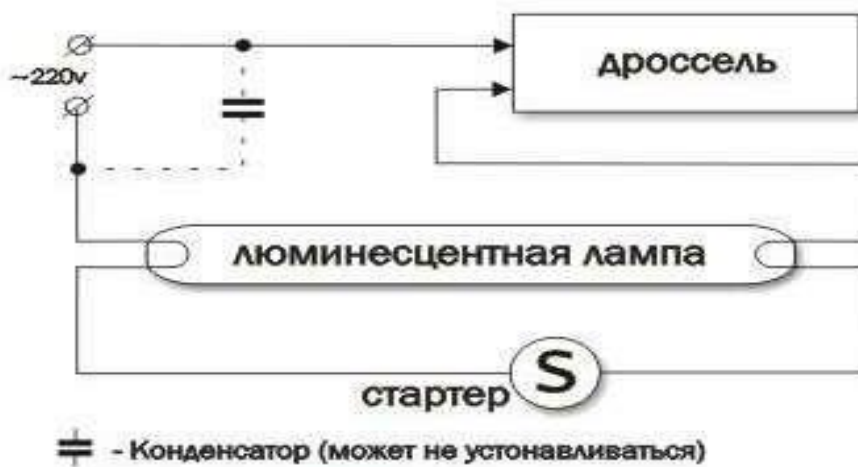 ~220v
дроссель
люминесцентная лампа
S
стартер
- Конденсатор (может не устонавливаться)